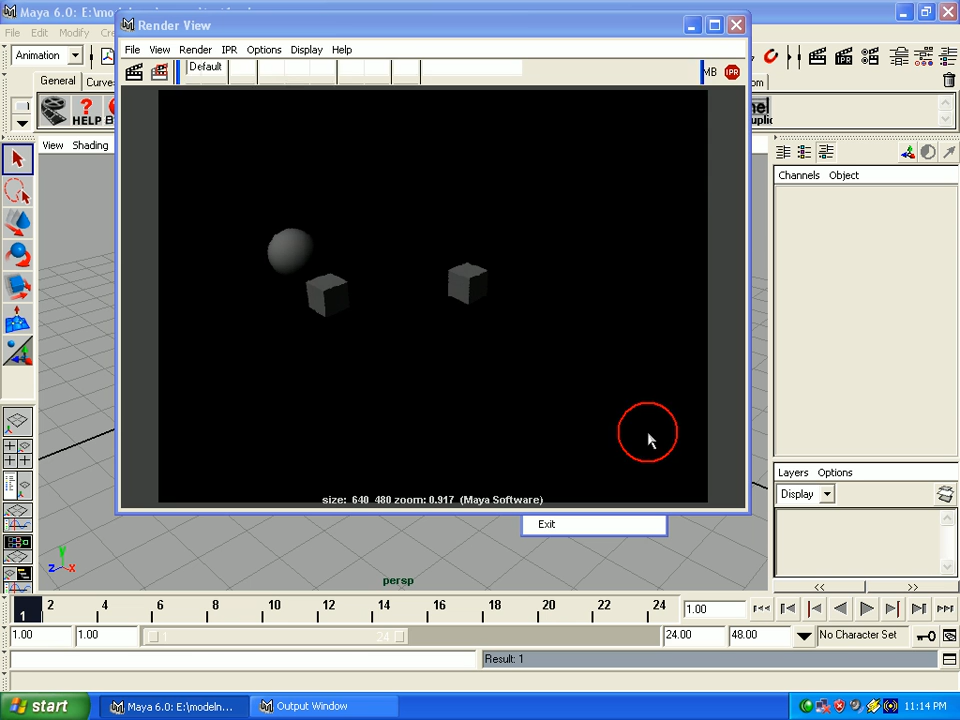 Maya 6.0: E:\model
Render View
File Edit Modify
File View Render IPR Options Display Help
Animation
Default
MB
IPR
General Curve
HELP
View Shading
Channels Object
Layers Options
Display
size: 640 480 zoom: 0.917 (Maya Software)
Exit
persp
2 4 6 8 10 12 14 16 18 20 22 24
1
1.00
1.00 1.00 1 24 24.00 48.00 No Character Set
Result: 1
start Maya 6.0: E:\modeln... Output Window 11:14 PM